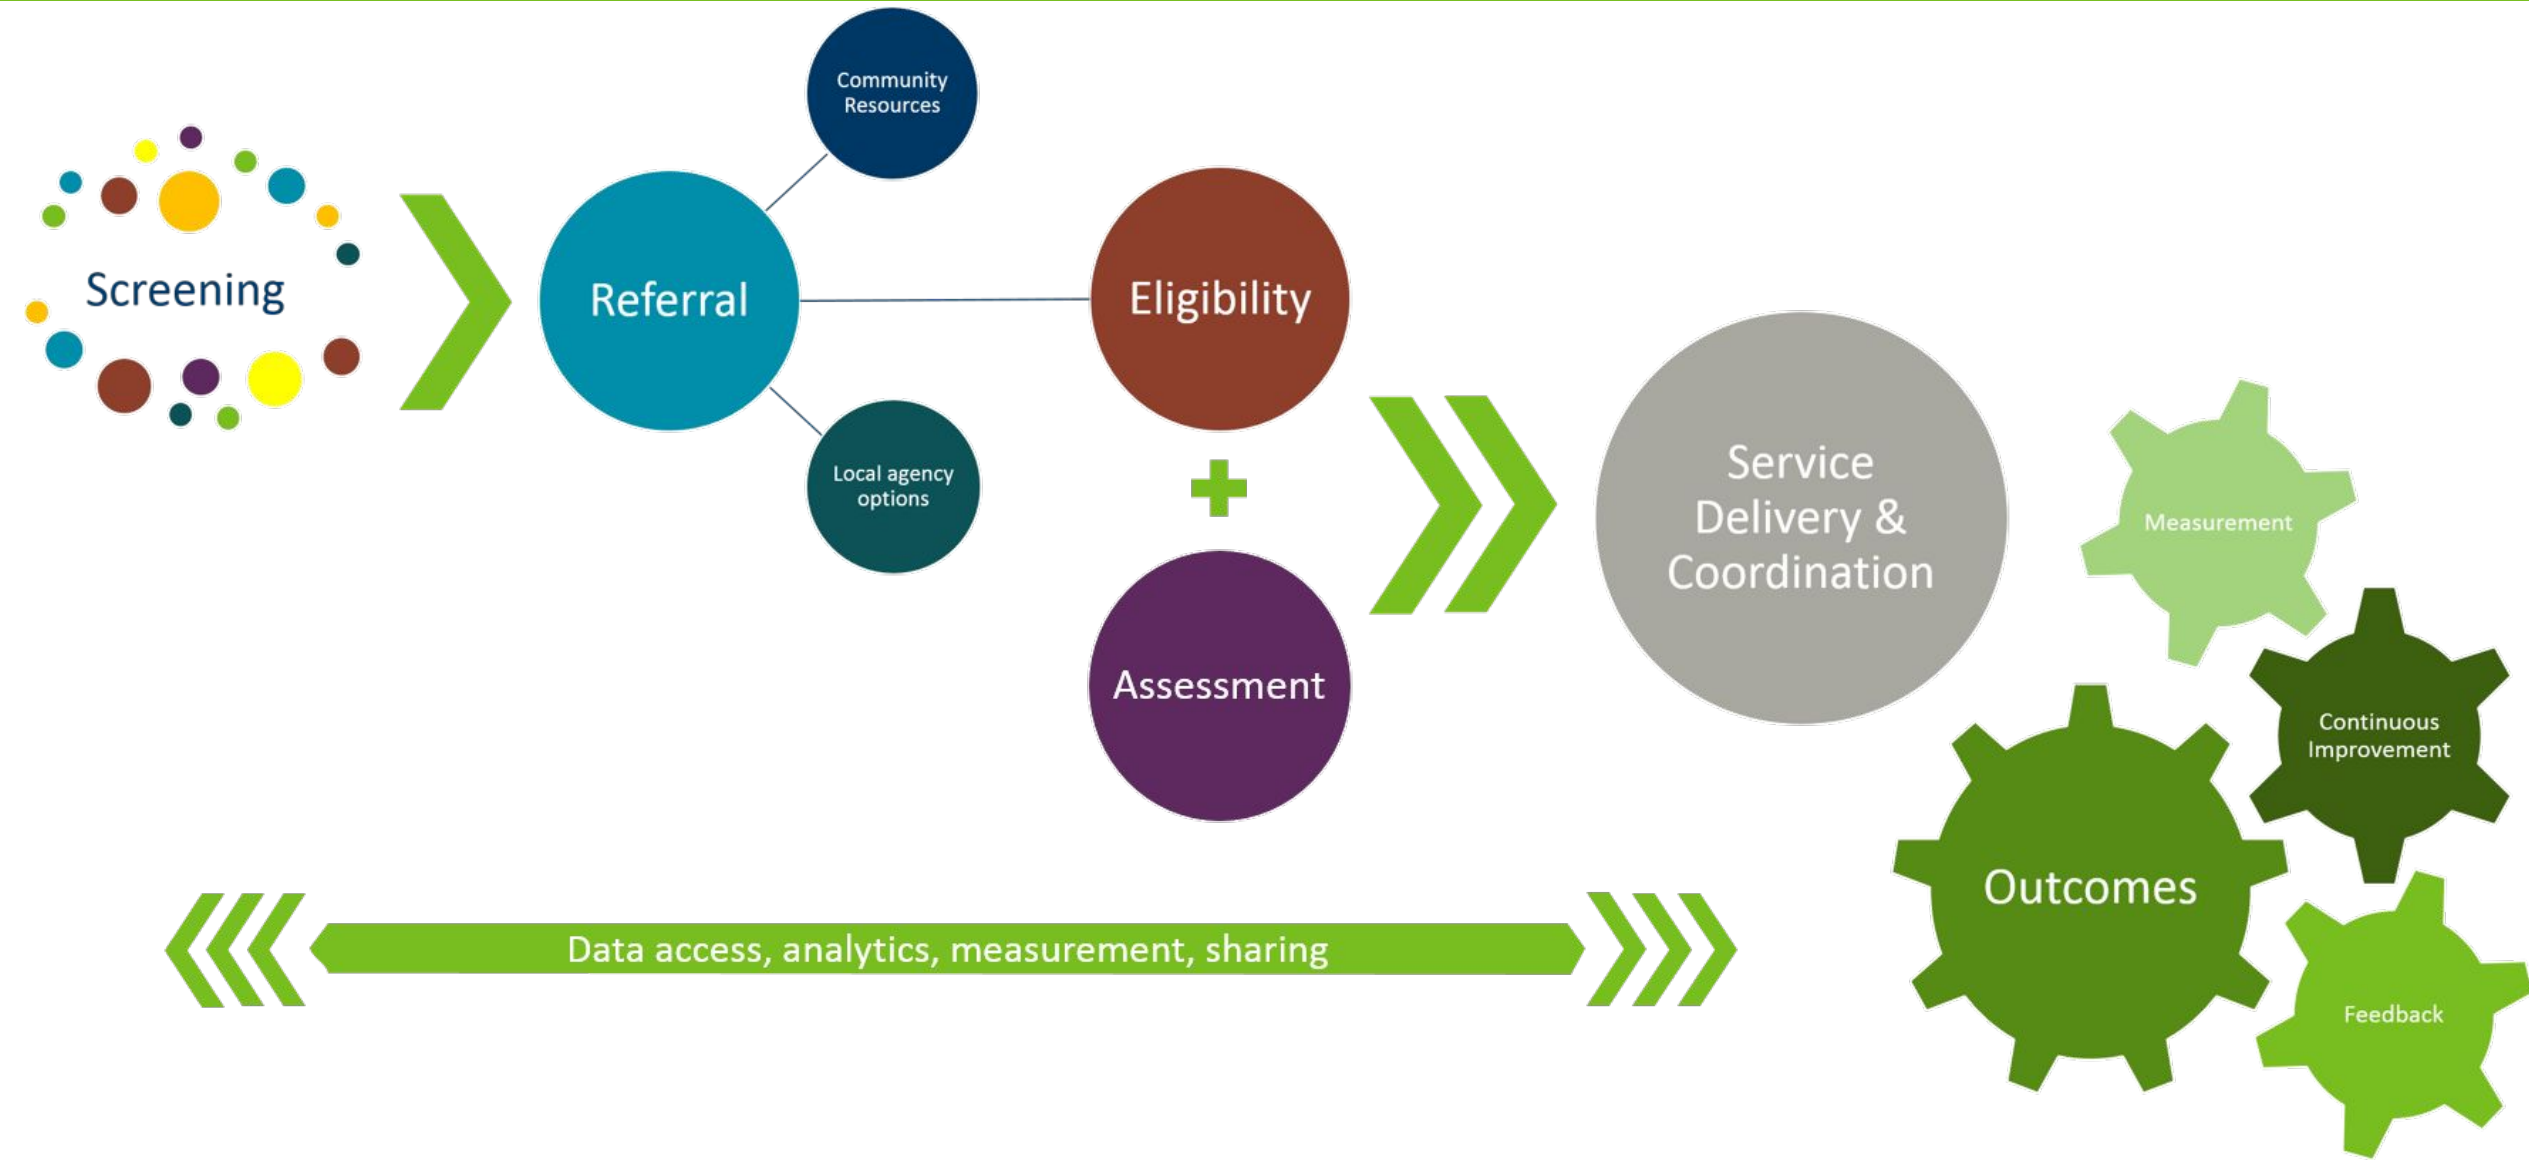 Community
Resources
Screening
Referral
Eligibility
Local agency
options
Assessment
Service
Delivery &
Coordination
Measurement
Continuous
Improvement
Outcomes
Feedback
Data access, analytics, measurement, sharing